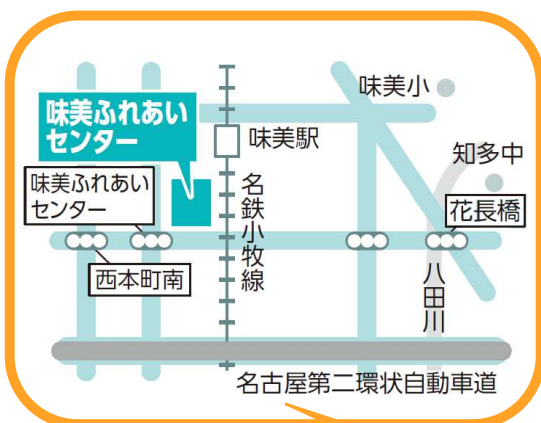 味美小
味美ふれあい
センター
味美駅
知多中
味美ふれあい
センター
名鉄小牧線
花長橋
西本町南
八田川
名古屋第二環状自動車道